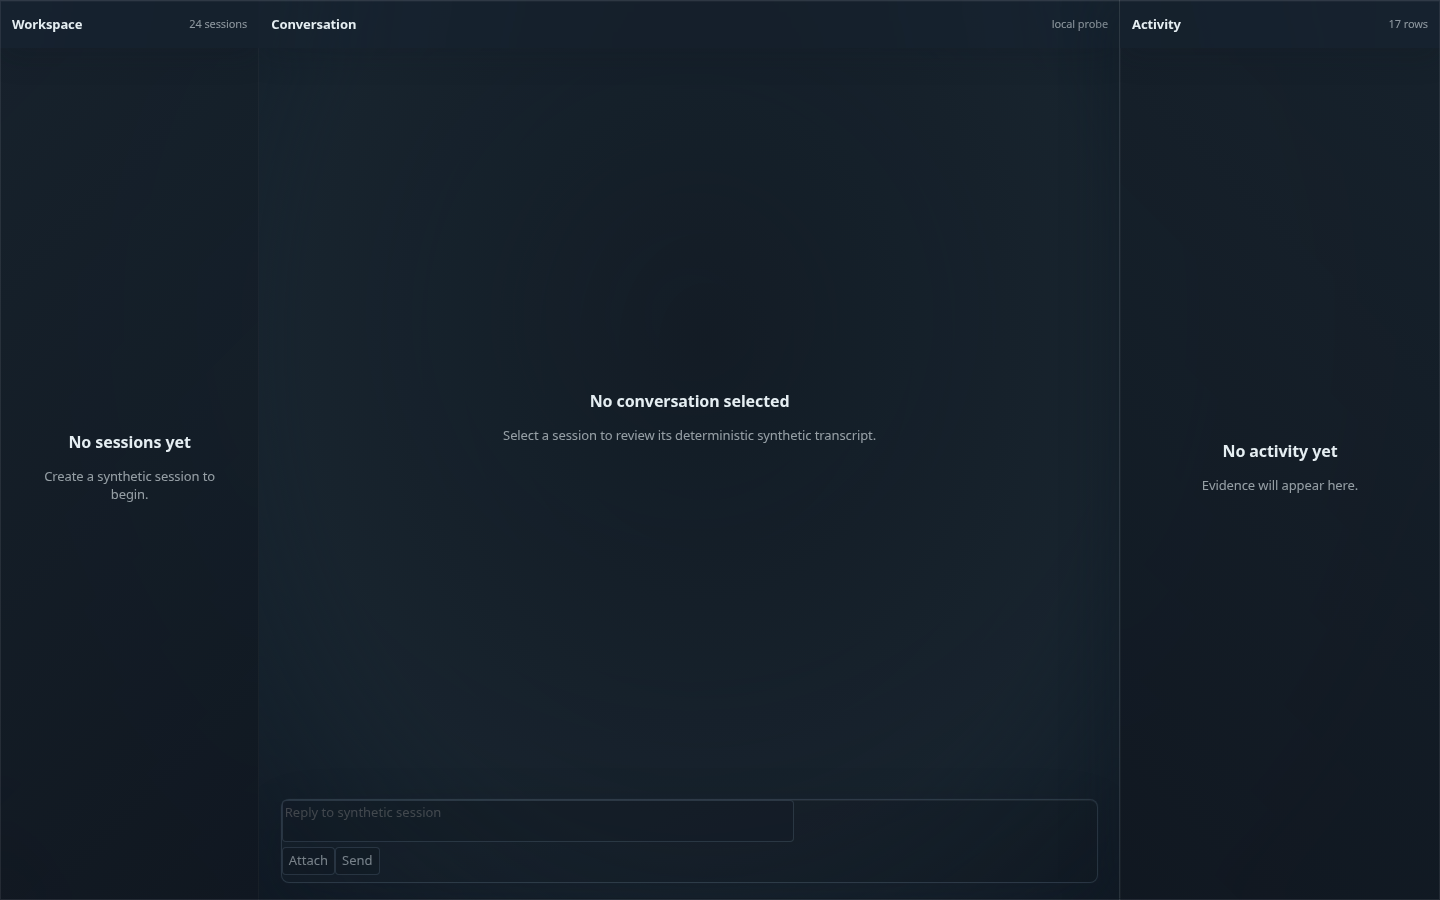 Workspace
24 sessions
Conversation
local probe
Activity
17 rows
No sessions yet
Create a synthetic session to
begin.
No conversation selected
Select a session to review its deterministic synthetic transcript.
No activity yet
Evidence will appear here.
Reply to synthetic session
Attach
Send